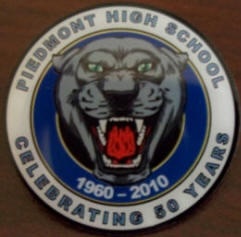 PIEDMONT HIGH SCHOOL
1960 - 2010
CELEBRATING 50 YEARS